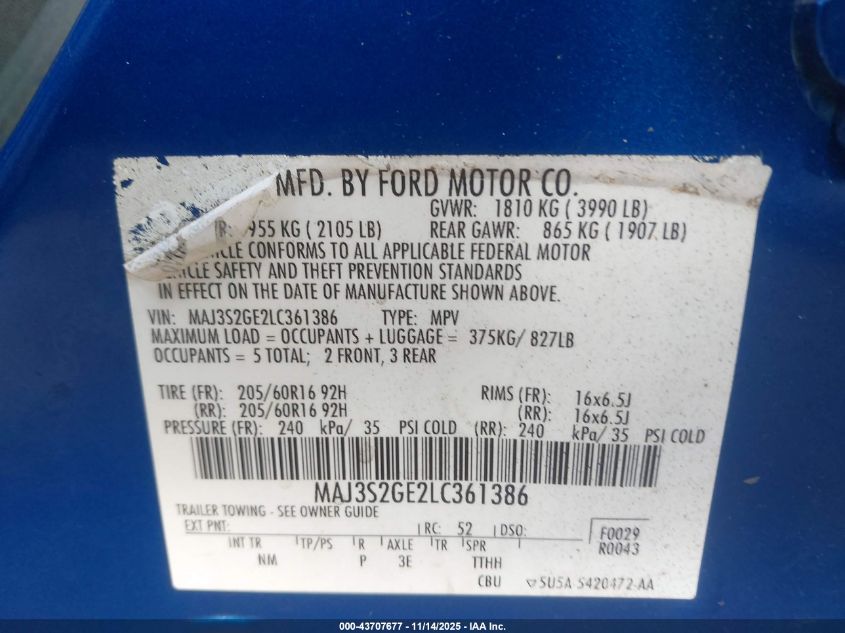 MFD. BY FORD MOTOR CO.
GVWR: 1810 KG ( 3990 LB)
955 KG ( 2105 LB) REAR GAWR: 865 KG ( 1907 LB)
CONFORMS TO ALL APPLICABLE FEDERAL MOTOR
SAFETY AND THEFT PREVENTION STANDARDS
IN EFFECT ON THE DATE OF MANUFACTURE SHOWN ABOVE.
VIN: MAJ3S2GE2LC361386 TYPE: MPV
MAXIMUM LOAD = OCCUPANTS + LUGGAGE = 375KG/ 827LB
OCCUPANTS = 5 TOTAL; 2 FRONT, 3 REAR
TIRE (FR): 205/60R16 92H RIMS (FR): 16x6.5J
(RR): 205/60R16 92H (RR): 16x6.5J
PRESSURE (FR): 240 kPa/ 35 PSI COLD (RR): 240 kPa/ 35 PSI COLD
MAJ3S2GE2LC361386
TRAILER TOWING - SEE OWNER GUIDE
EXT PNT: RC: 52 DSO: F0029
INT TR TP/PS R AXLE TR SPR R0043
NM P 3E TTHH
CBU SU5A S420472-AA
000-43707677 - 11/14/2025 - IAA Inc.